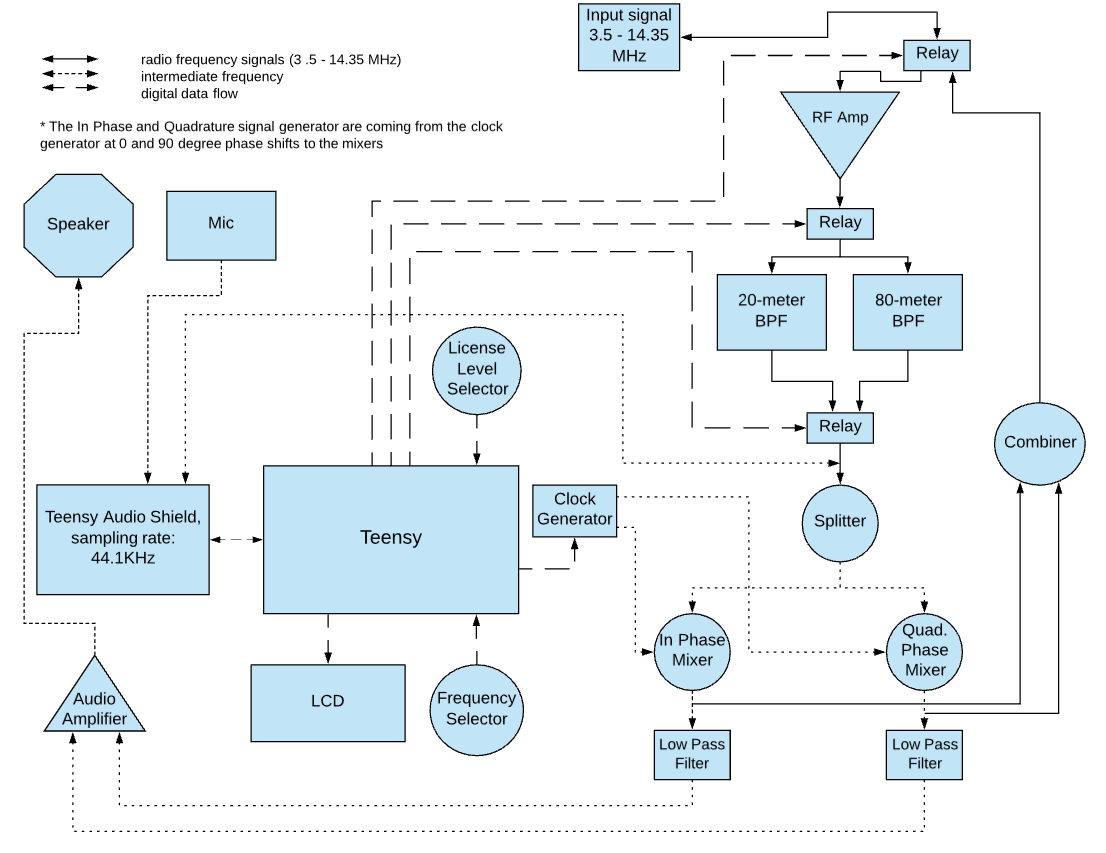 Input signal
3.5 - 14.35
MHz
Relay
radio frequency signals (3 .5 - 14.35 MHz)
intermediate frequency
digital data flow
RF Amp
* The In Phase and Quadrature signal generator are coming from the clock
generator at 0 and 90 degree phase shifts to the mixers
Speaker
Mic
Relay
20-meter
BPF
80-meter
BPF
License
Level
Selector
Relay
Combiner
Teensy Audio Shield,
sampling rate:
44.1KHz
Teensy
Clock
Generator
Splitter
In Phase
Mixer
Quad.
Phase
Mixer
Audio
Amplifier
LCD
Frequency
Selector
Low Pass
Filter
Low Pass
Filter